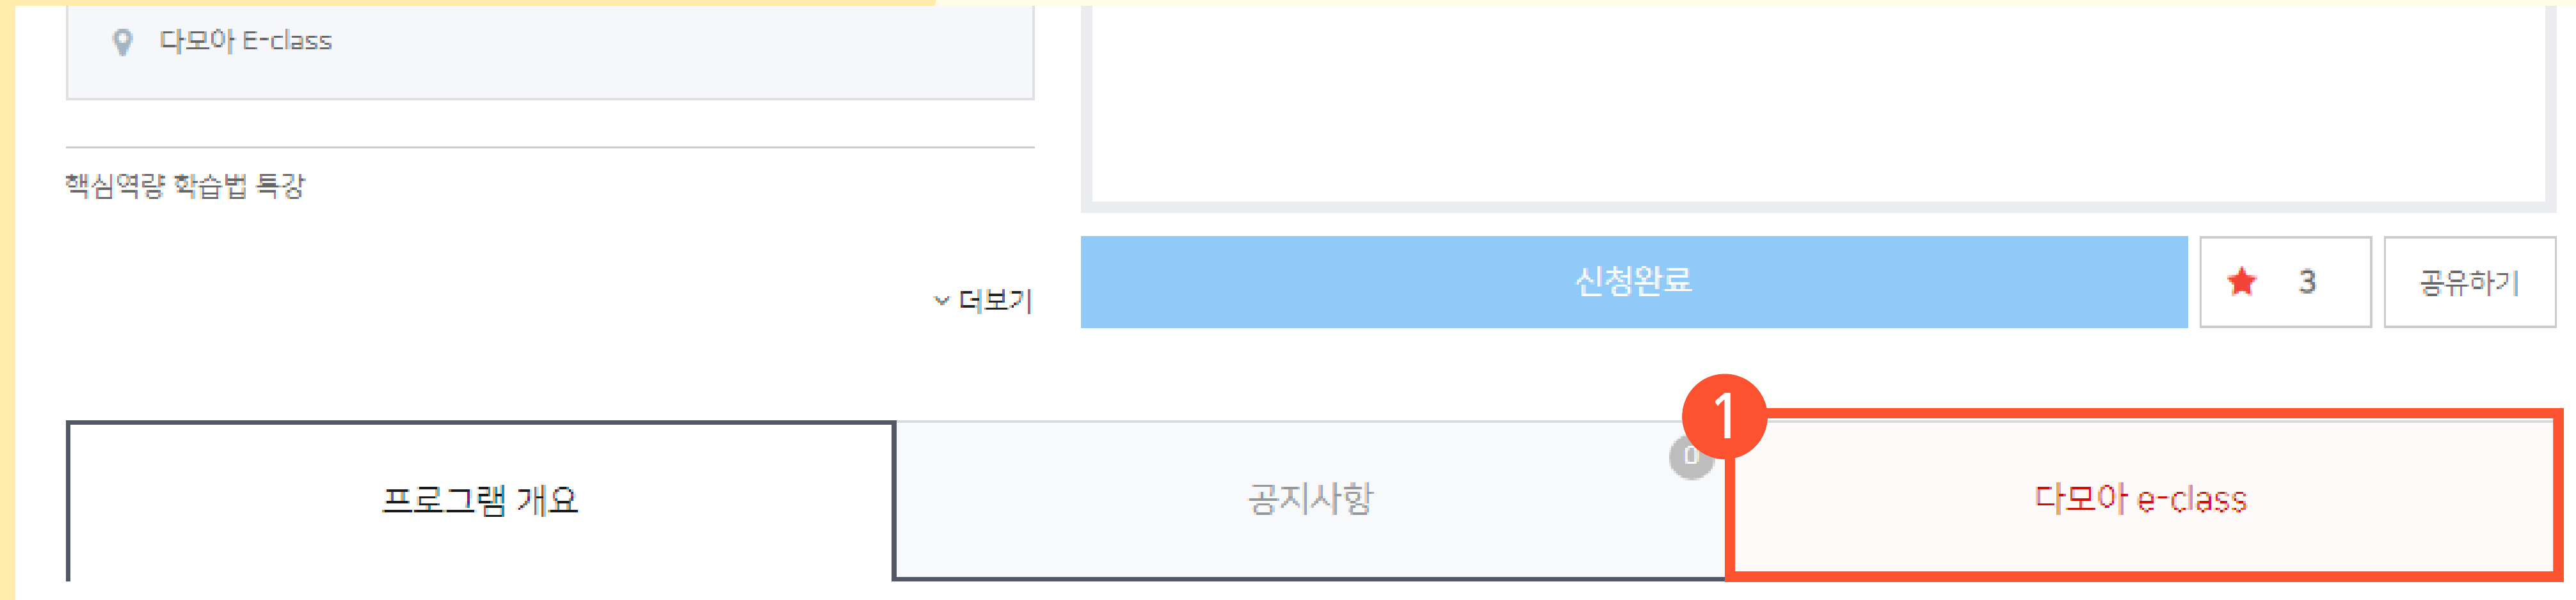 다모아 E-class
핵심역량 학습법 특강
더보기
신청완료
3
공유하기
프로그램 개요
공지사항
0
1
다모아 e-class